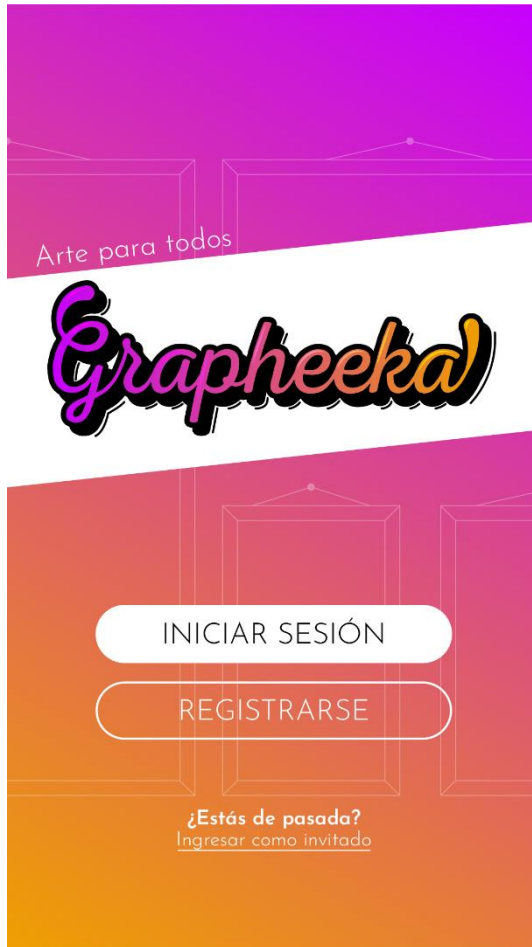 Arte para todos
Grapheeka
INICIAR SESIÓN
REGISTRARSE
¿Estás de pasada?
Ingresar como invitado